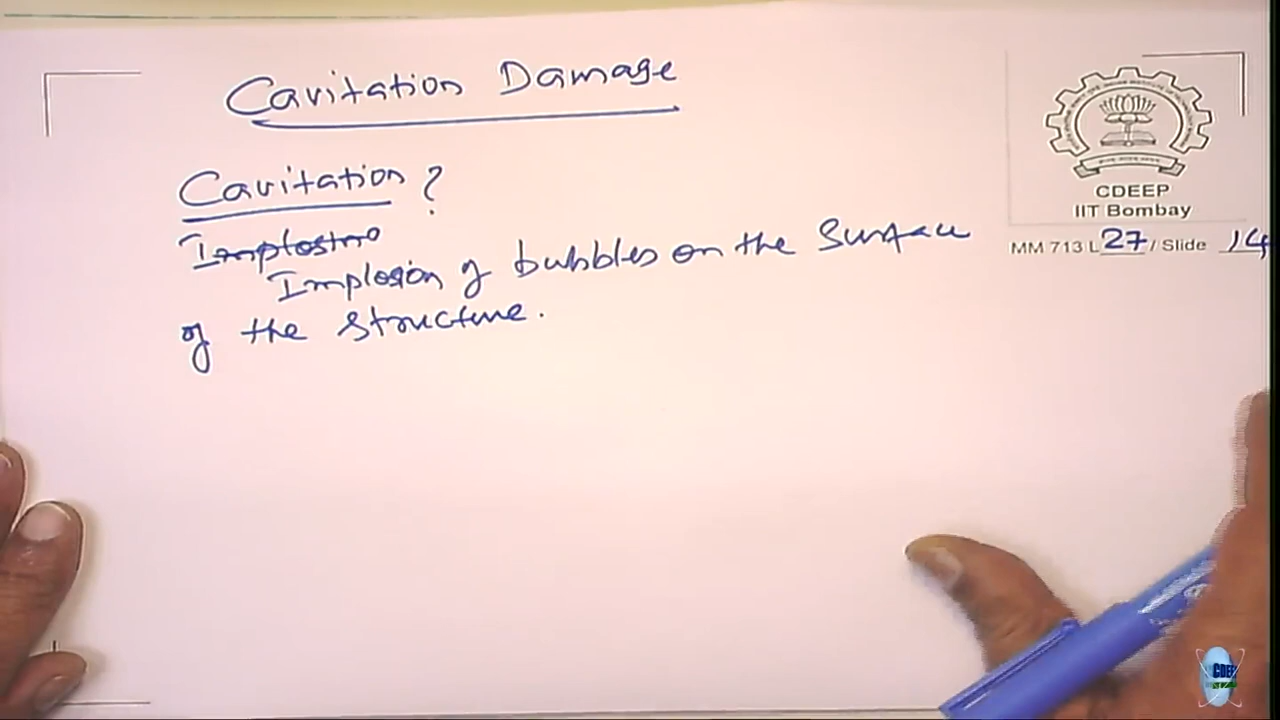 Cavitation Damage
Cavitation ?
Implosion of bubbles on the Surface
of the structure.
CDEEP
IIT Bombay
MM 713 L 27 / Slide 14